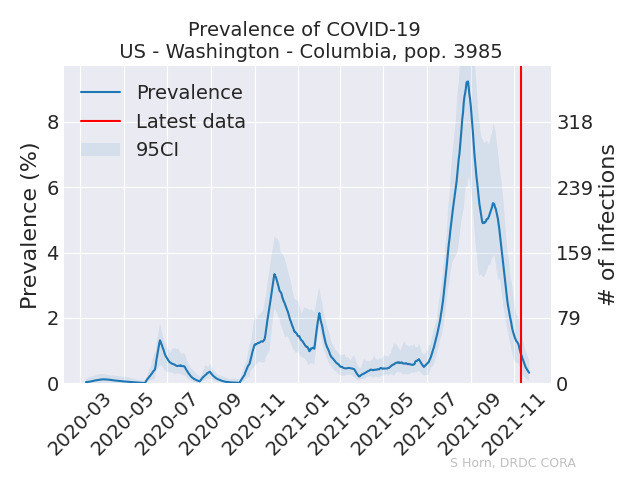 Prevalence of COVID-19
US - Washington - Columbia, pop. 3985
Prevalence
Latest data
95CI
Prevalence (%)
8
6
4
2
0
318
239
159
79
0
# of infections
2020-03
2020-05
2020-07
2020-09
2020-11
2021-01
2021-03
2021-05
2021-07
2021-09
2021-11
S Horn, DRDC CORA